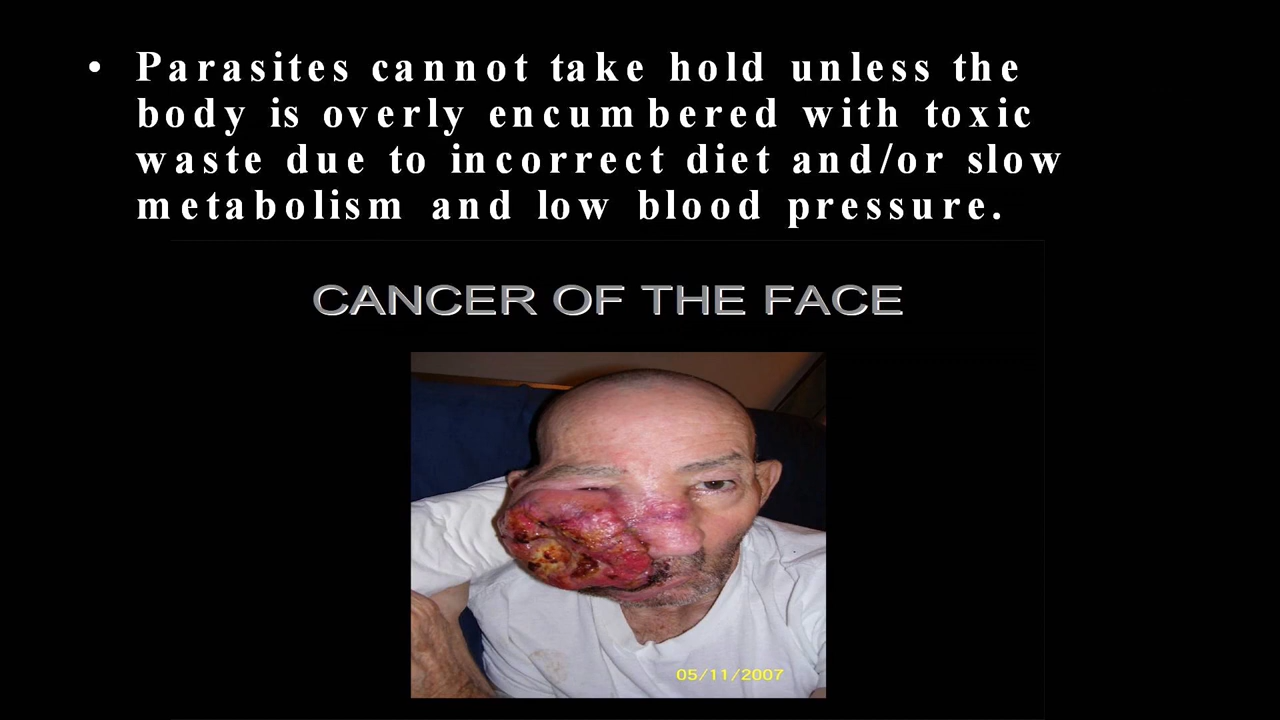 • Parasites cannot take hold unless the
body is overly encumbered with toxic
waste due to incorrect diet and/or slow
metabolism and low blood pressure.
CANCER OF THE FACE
05/11/2007